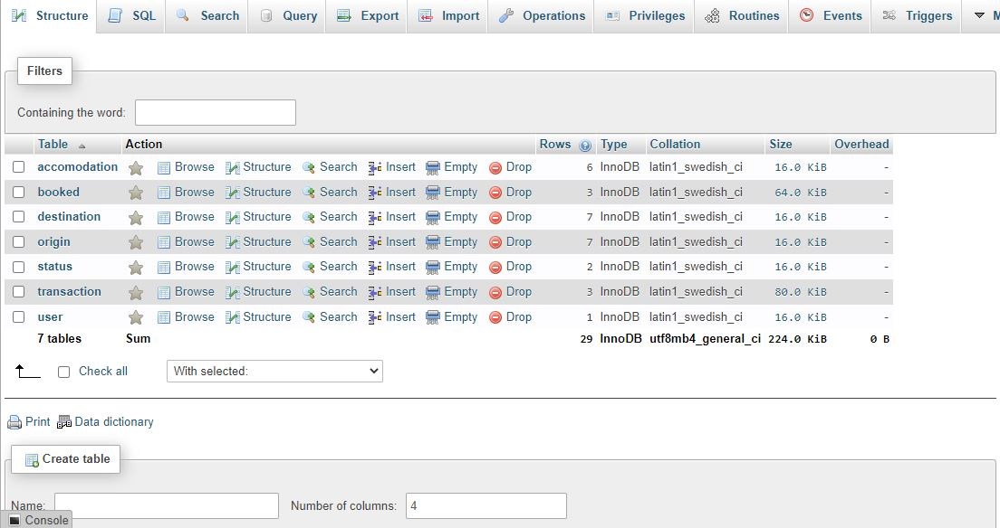 Structure SQL Search Query Export Import Operations Privileges Routines Events Triggers M
Filters
Containing the word:
Table Action Rows Type Collation Size Overhead
accomodation Browse Structure Search Insert Empty Drop 6 InnoDB latin1_swedish_ci 16.0 KiB -
booked Browse Structure Search Insert Empty Drop 3 InnoDB latin1_swedish_ci 64.0 KiB -
destination Browse Structure Search Insert Empty Drop 7 InnoDB latin1_swedish_ci 16.0 KiB -
origin Browse Structure Search Insert Empty Drop 7 InnoDB latin1_swedish_ci 16.0 KiB -
status Browse Structure Search Insert Empty Drop 2 InnoDB latin1_swedish_ci 16.0 KiB -
transaction Browse Structure Search Insert Empty Drop 3 InnoDB latin1_swedish_ci 80.0 KiB -
user Browse Structure Search Insert Empty Drop 1 InnoDB latin1_swedish_ci 16.0 KiB -
7 tables Sum 29 InnoDB utf8mb4_general_ci 224.0 KiB 0 B
Check all With selected:
Print Data dictionary
Create table
Name: Number of columns: 4
Console